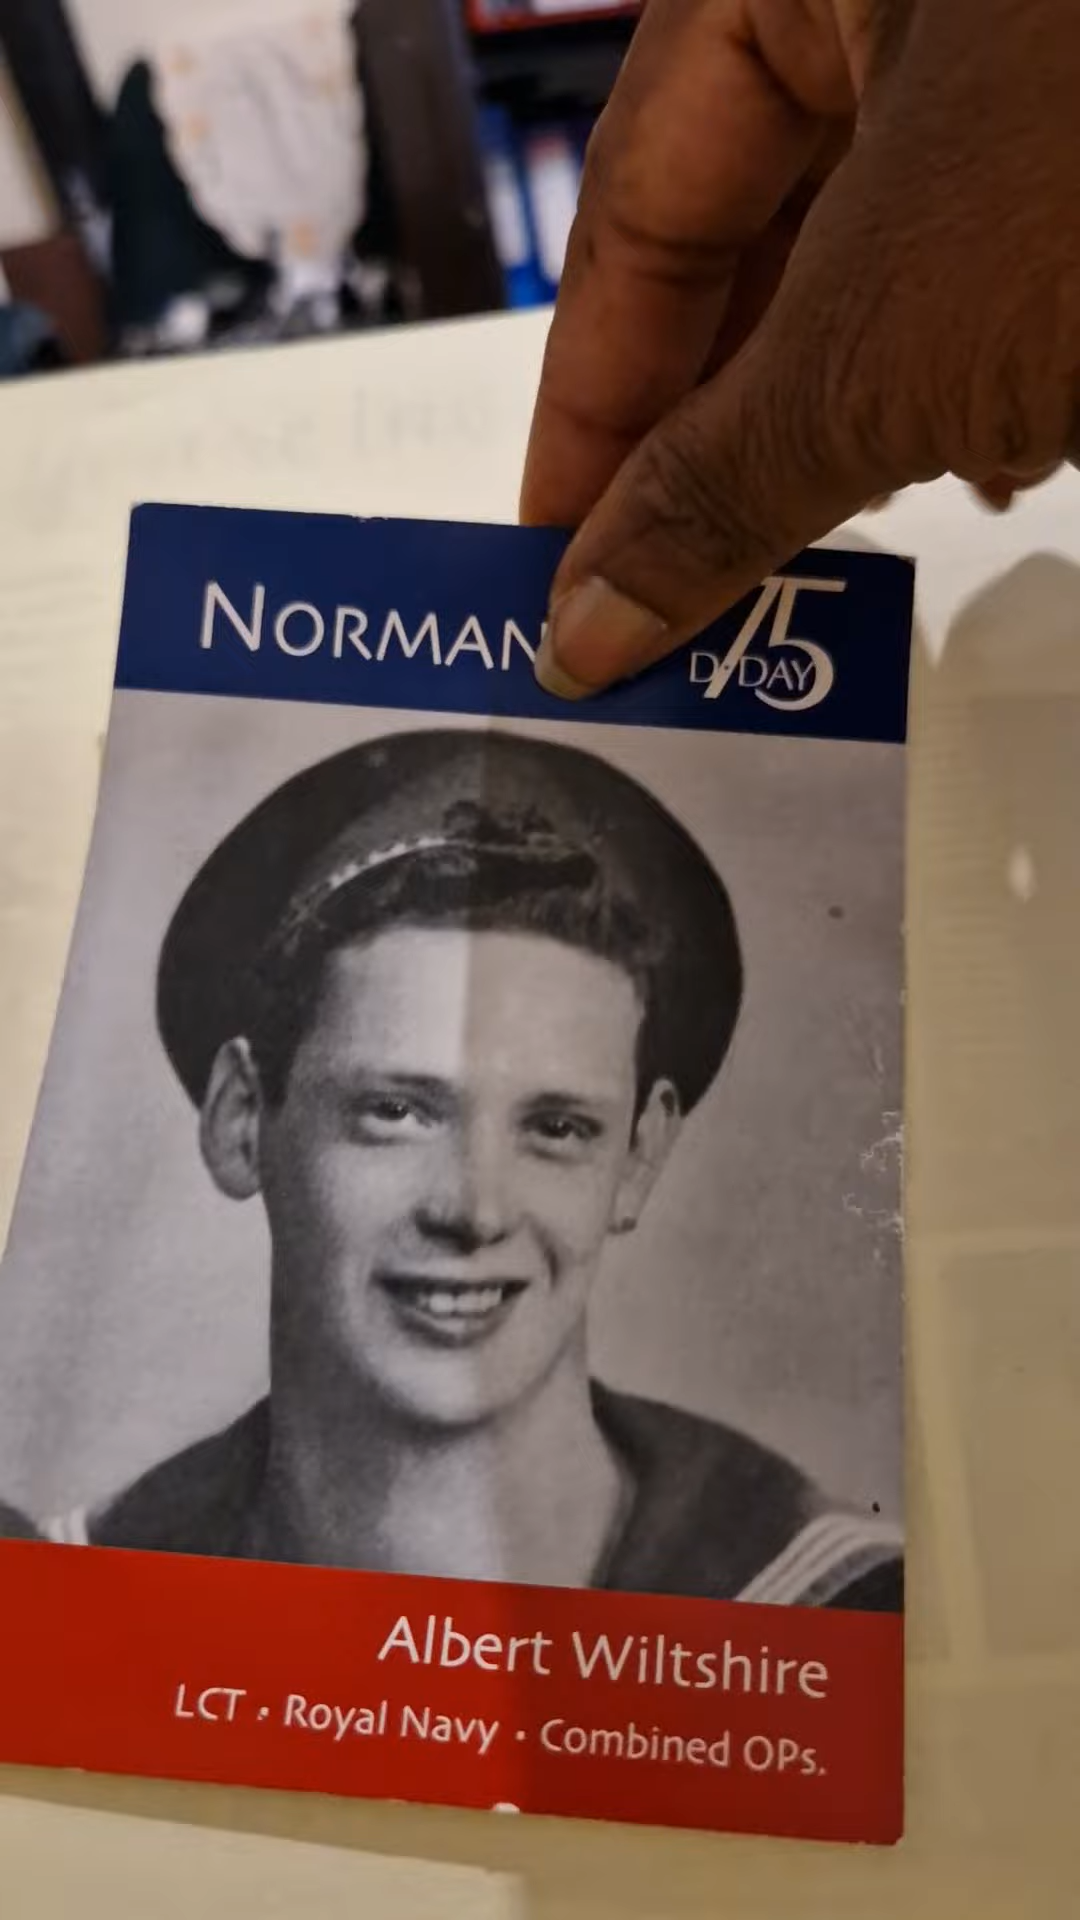 NORMAN
75
D-DAY
Albert Wiltshire
LCT • Royal Navy • Combined OPs.